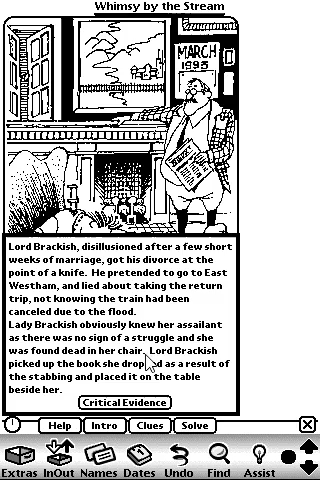 Whimsy by the Stream
MARCH
1995
Lord Brackish, disillusioned after a few short
weeks of marriage, got his divorce at the
point of a knife. He pretended to go to East
Westham, and lied about taking the return
trip, not knowing the train had been
canceled due to the flood.
Lady Brackish obviously knew her assailant
as there was no sign of a struggle and she
was found dead in her chair. Lord Brackish
picked up the book she dropped as a result of
the stabbing and placed it on the table
beside her.
Critical Evidence
Help Intro Clues Solve
Extras InOut Names Dates Undo Find Assist